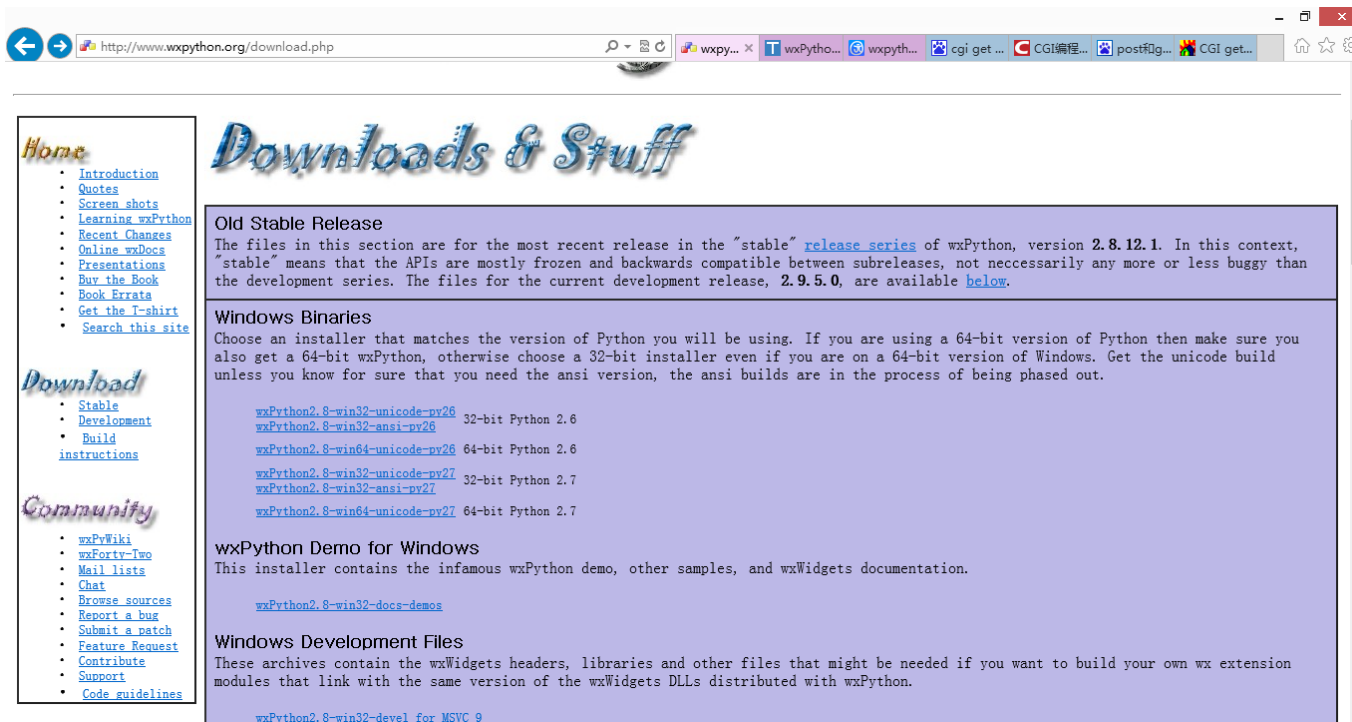 http://www.wxpython.org/download.php
wxpy...
wxPytho...
wxpyth...
cgi get ...
CGI编程...
post和g...
CGI get...
Home
Introduction
Quotes
Screen shots
Learning wxPython
Recent Changes
Online wxDocs
Presentations
Buy the Book
Book Errata
Get the T-shirt
Search this site
Download
Stable
Development
Build
instructions
Community
wxPyWiki
wxForty-Two
Mail lists
Chat
Browse sources
Report a bug
Submit a patch
Feature Request
Contribute
Support
Code guidelines
Downloads & Stuff
Old Stable Release
The files in this section are for the most recent release in the "stable" release series of wxPython, version 2.8.12.1. In this context,
"stable" means that the APIs are mostly frozen and backwards compatible between subreleases, not neccessarily any more or less buggy than
the development series. The files for the current development release, 2.9.5.0, are available below.
Windows Binaries
Choose an installer that matches the version of Python you will be using. If you are using a 64-bit version of Python then make sure you
also get a 64-bit wxPython, otherwise choose a 32-bit installer even if you are on a 64-bit version of Windows. Get the unicode build
unless you know for sure that you need the ansi version, the ansi builds are in the process of being phased out.
wxPython2.8-win32-unicode-py26
wxPython2.8-win32-ansi-py26
32-bit Python 2.6
wxPython2.8-win64-unicode-py26 64-bit Python 2.6
wxPython2.8-win32-unicode-py27
wxPython2.8-win32-ansi-py27
32-bit Python 2.7
wxPython2.8-win64-unicode-py27 64-bit Python 2.7
wxPython Demo for Windows
This installer contains the infamous wxPython demo, other samples, and wxWidgets documentation.
wxPython2.8-win32-docs-demos
Windows Development Files
These archives contain the wxWidgets headers, libraries and other files that might be needed if you want to build your own wx extension
modules that link with the same version of the wxWidgets DLLs distributed with wxPython.
wxPython2.8-win32-devel for MSVC 9